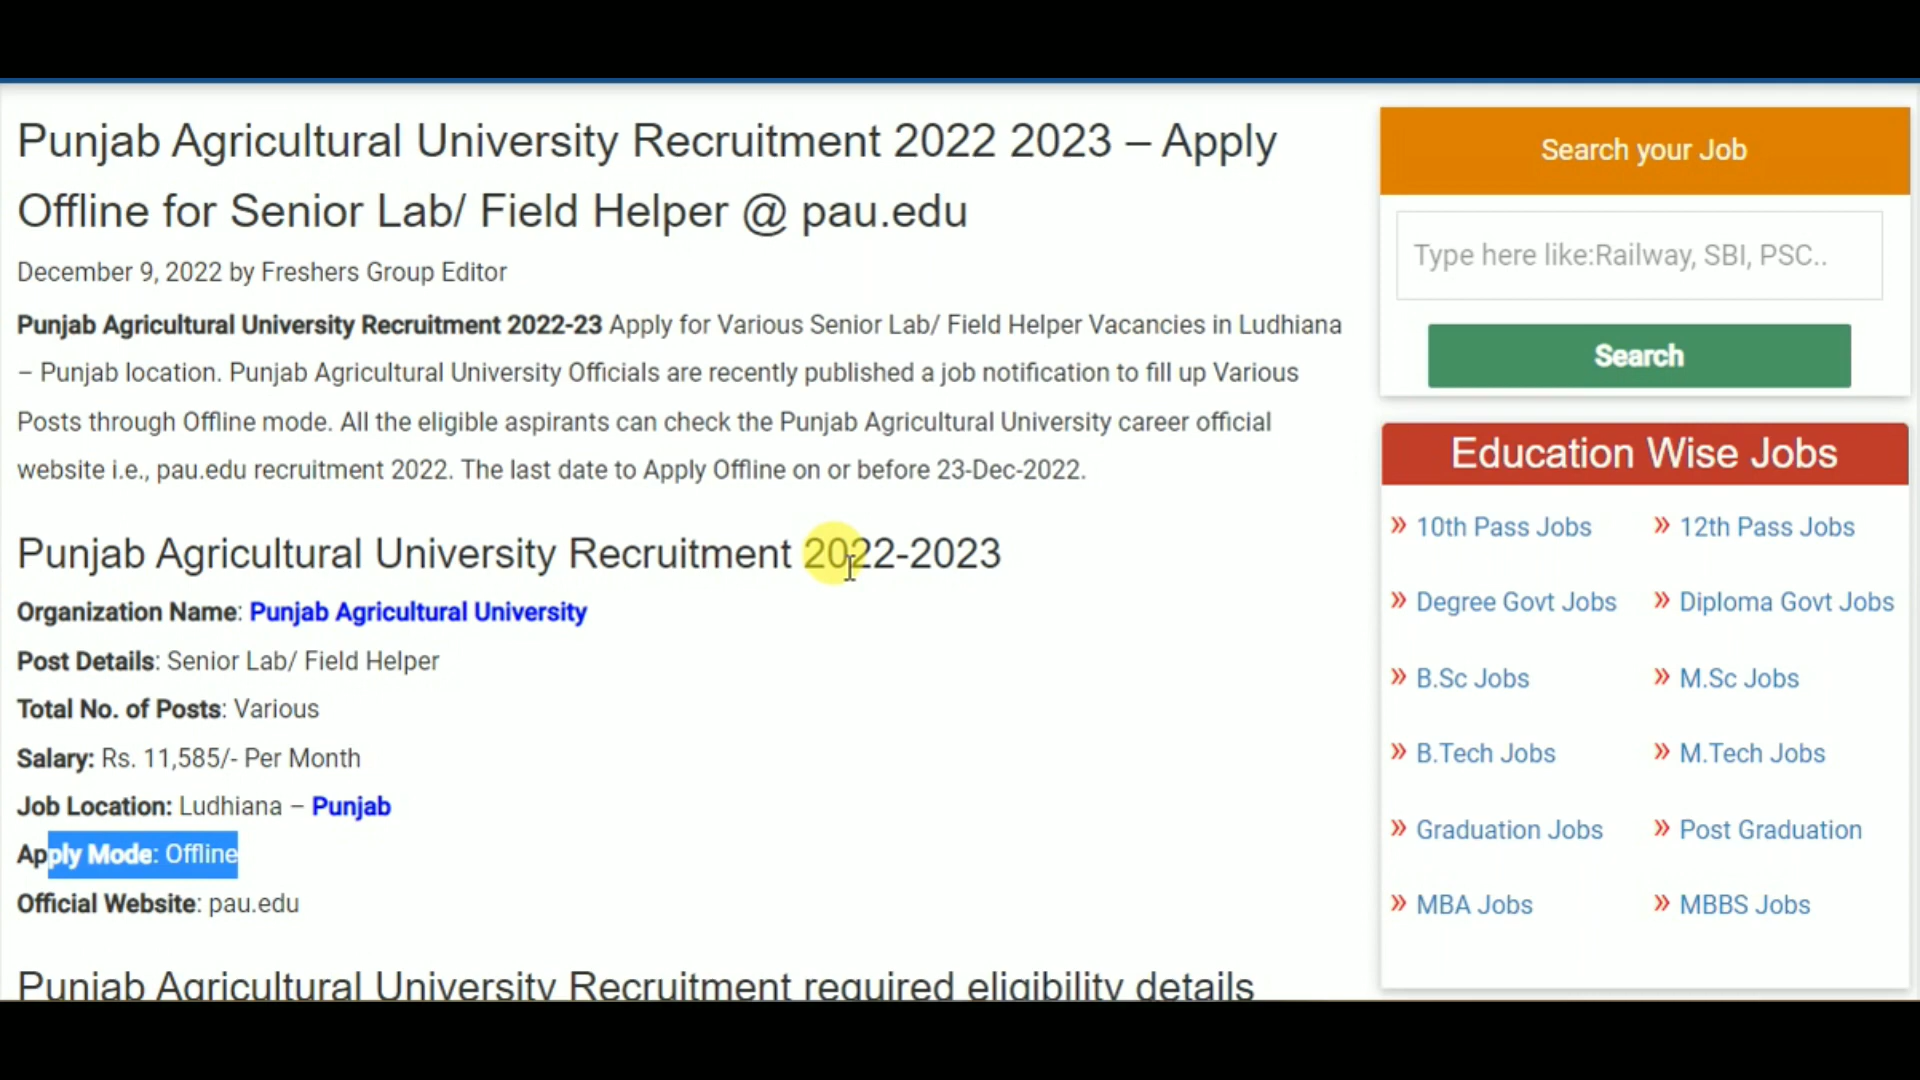 Punjab Agricultural University Recruitment 2022 2023 – Apply
Offline for Senior Lab/ Field Helper @ pau.edu
December 9, 2022 by Freshers Group Editor
Punjab Agricultural University Recruitment 2022-23 Apply for Various Senior Lab/ Field Helper Vacancies in Ludhiana
– Punjab location. Punjab Agricultural University Officials are recently published a job notification to fill up Various
Posts through Offline mode. All the eligible aspirants can check the Punjab Agricultural University career official
website i.e., pau.edu recruitment 2022. The last date to Apply Offline on or before 23-Dec-2022.
Punjab Agricultural University Recruitment 2022-2023
Organization Name: Punjab Agricultural University
Post Details: Senior Lab/ Field Helper
Total No. of Posts: Various
Salary: Rs. 11,585/- Per Month
Job Location: Ludhiana – Punjab
Apply Mode: Offline
Official Website: pau.edu
Punjab Agricultural University Recruitment required eligibility details
Search your Job
Type here like:Railway, SBI, PSC..
Search
Education Wise Jobs
» 10th Pass Jobs » 12th Pass Jobs
» Degree Govt Jobs » Diploma Govt Jobs
» B.Sc Jobs » M.Sc Jobs
» B.Tech Jobs » M.Tech Jobs
» Graduation Jobs » Post Graduation
» MBA Jobs » MBBS Jobs